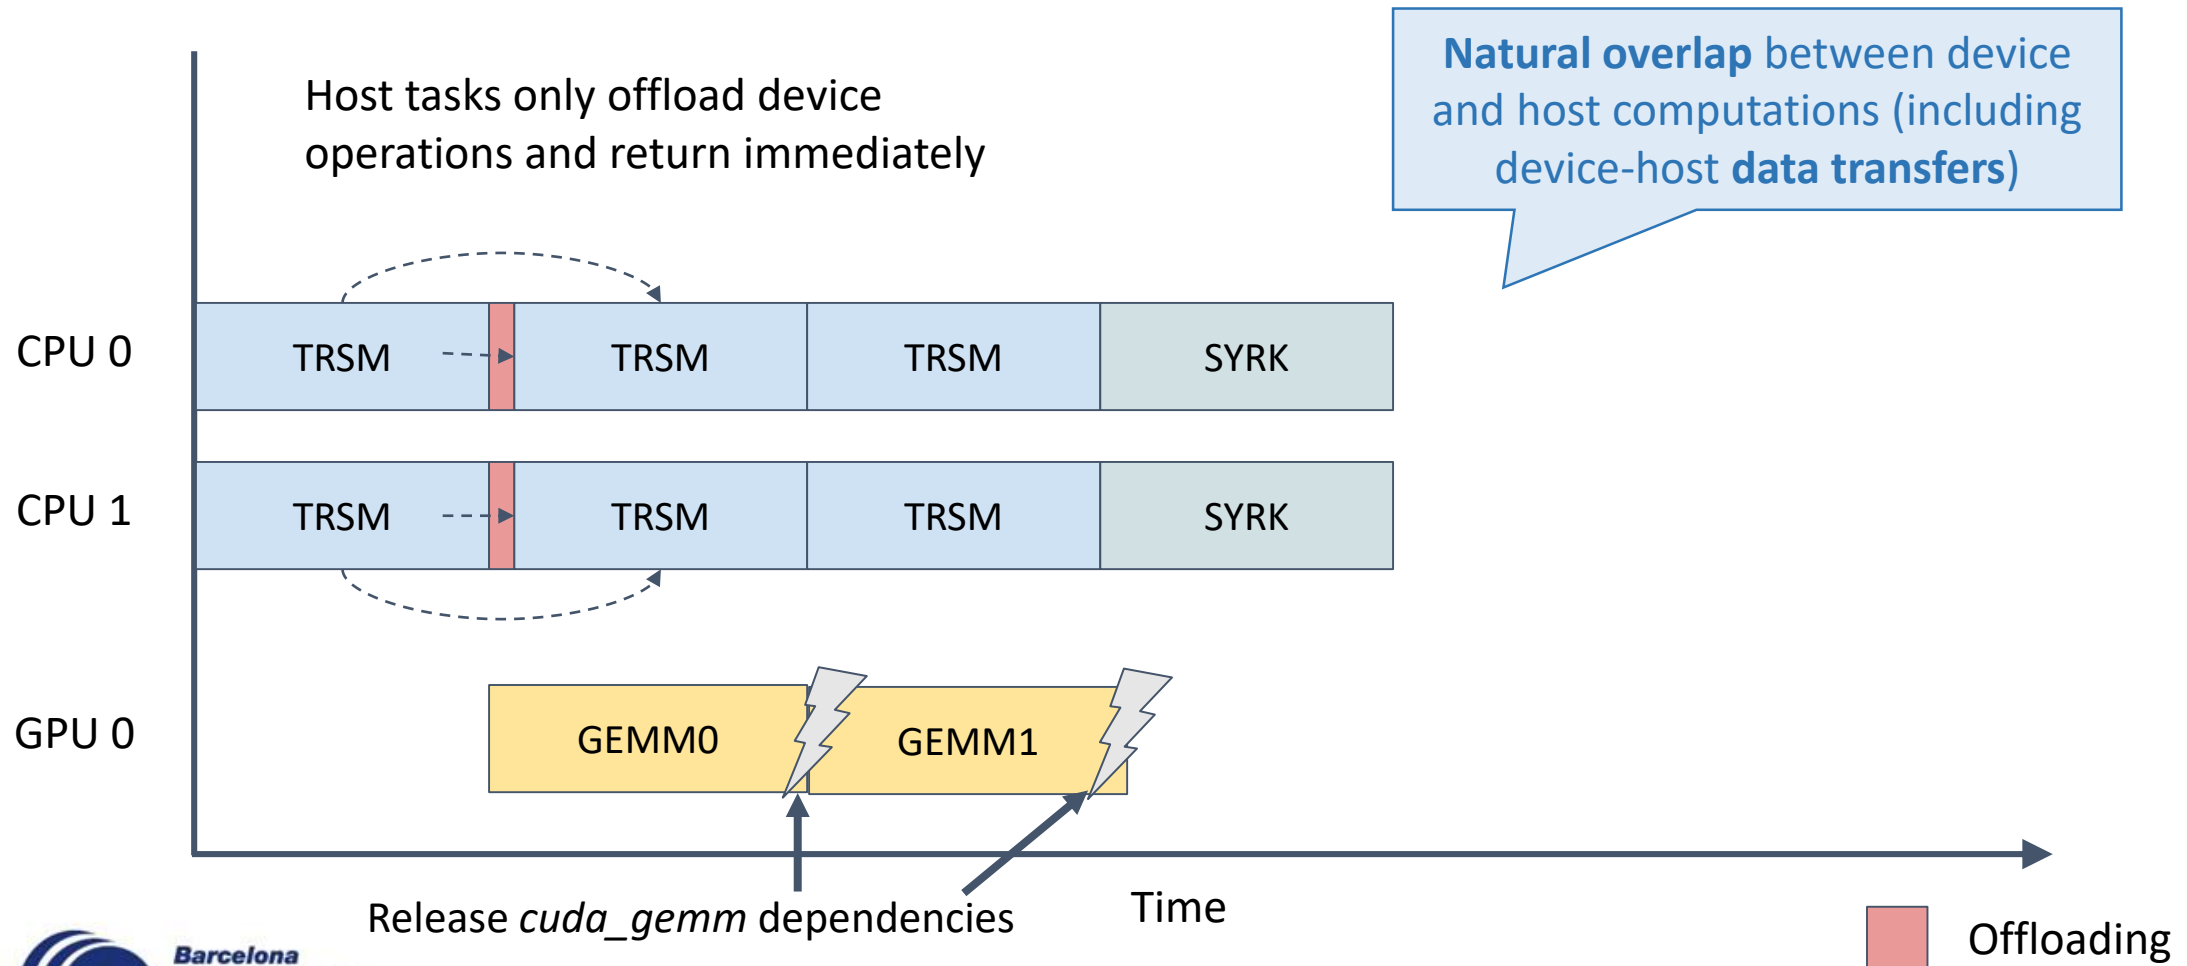 Host tasks only offload device
operations and return immediately
Natural overlap between device
and host computations (including
device-host data transfers)
CPU 0
TRSM
TRSM
TRSM
SYRK
CPU 1
TRSM
TRSM
TRSM
SYRK
GPU 0
GEMM0
GEMM1
Release cuda_gemm dependencies
Time
Offloading
Barcelona